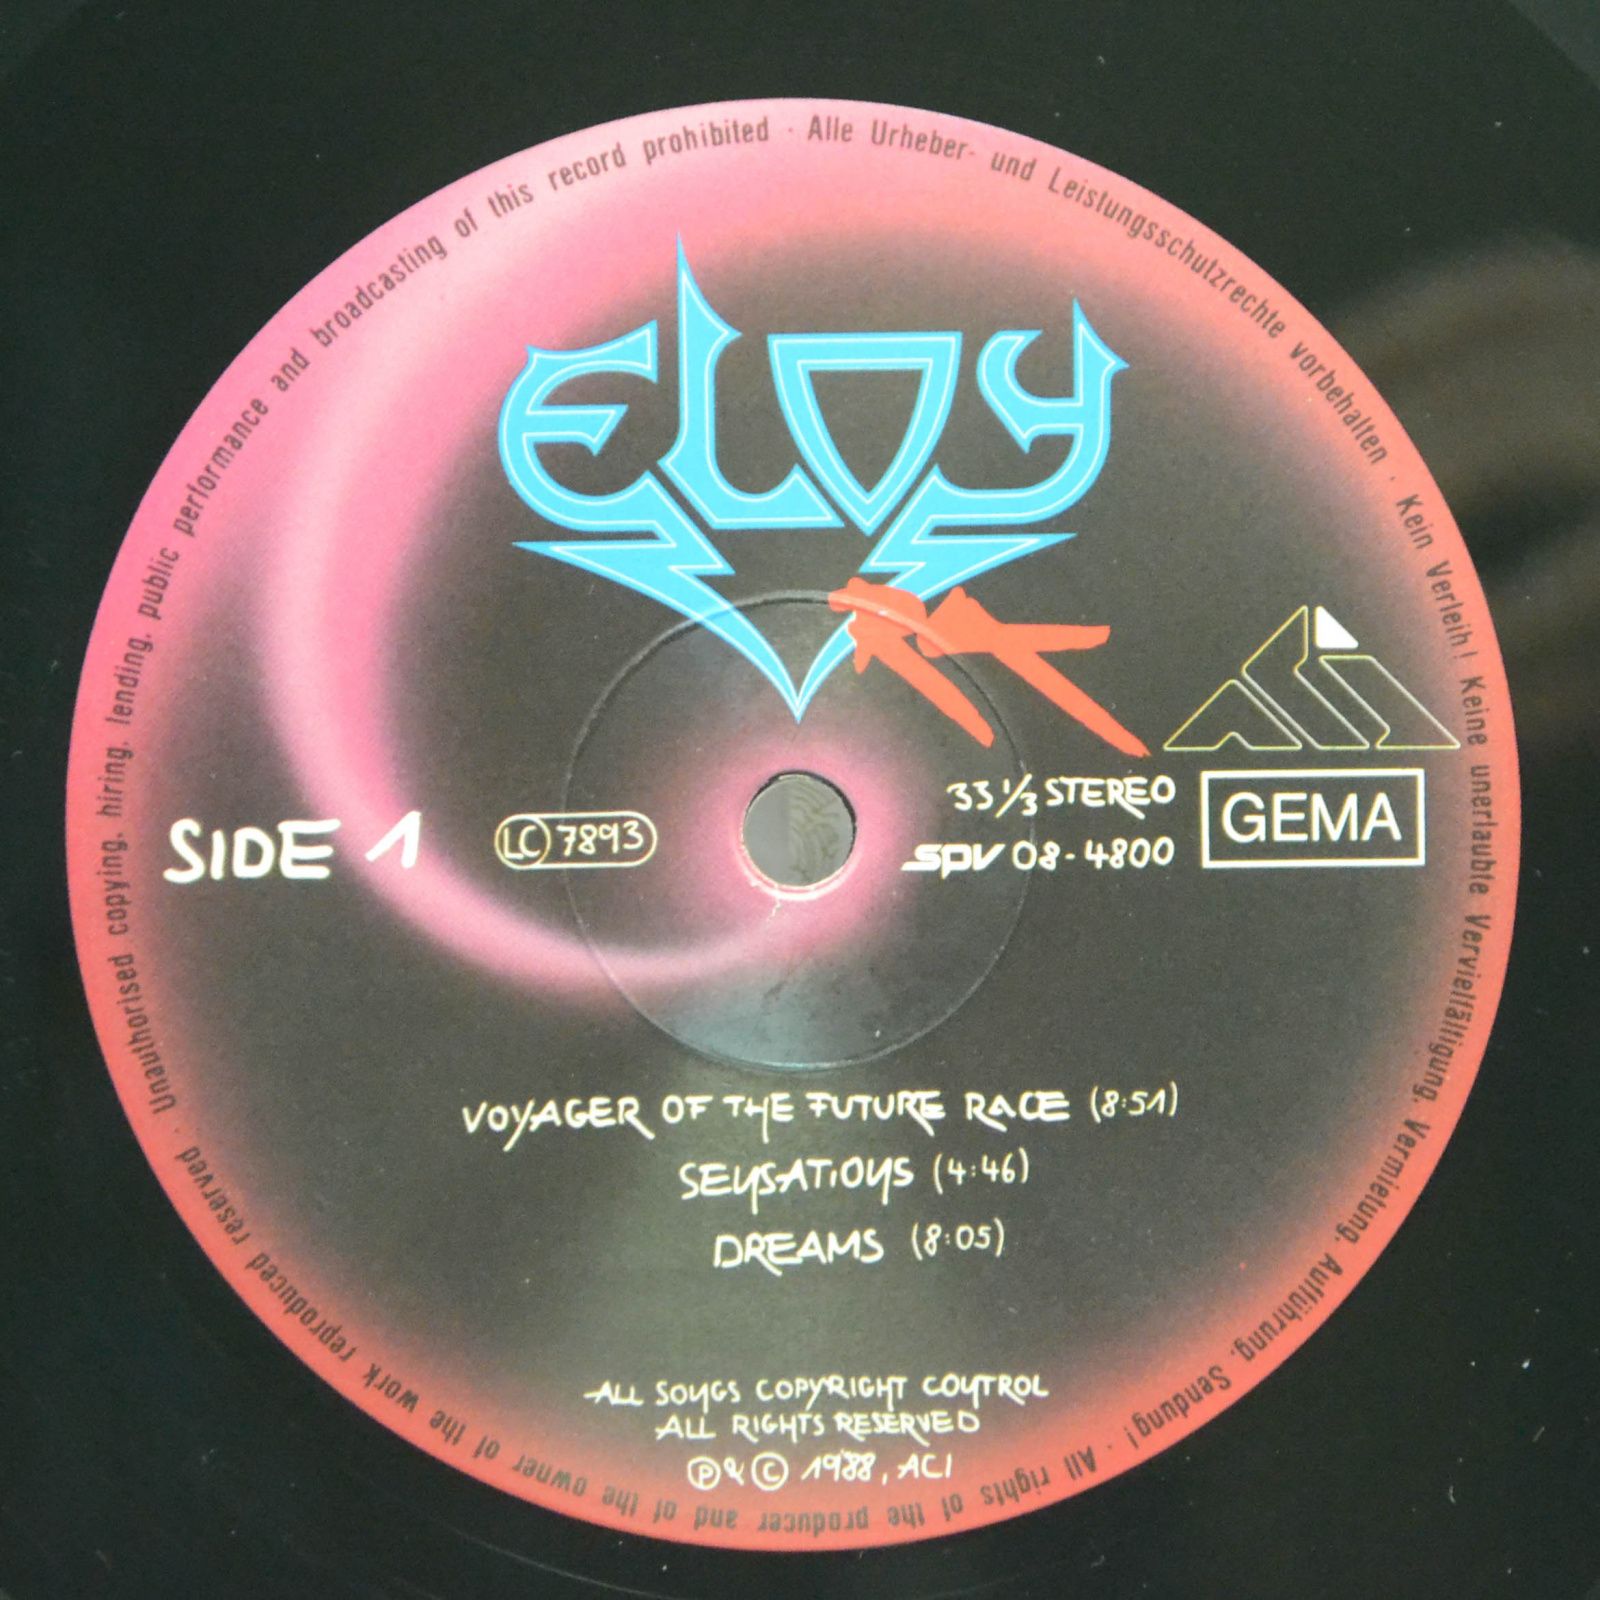 Unauthorised copying, hiring, lending, public performance and broadcasting of this record prohibited · Alle Urheber- und Leistungsschutzrechte vorbehalten · Kein Verleih! Keine unerlaubte Vervielfältigung, Vermietung, Aufführung, Sendung! · All rights of the producer and of the owner of the work reproduced reserved ·
ELOY
RA
ACI
SIDE 1
LC 7893
33 1/3 STEREO
SPV 08-4800
GEMA
VOYAGER OF THE FUTURE RACE (8:51)
SENSATIONS (4:46)
DREAMS (8:05)
ALL SONGS COPYRIGHT CONTROL
ALL RIGHTS RESERVED
Ⓟ & © 1988, ACI